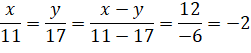 x/11 = y/17 = (x − y)/(11 − 17) = 12/−6 = −2